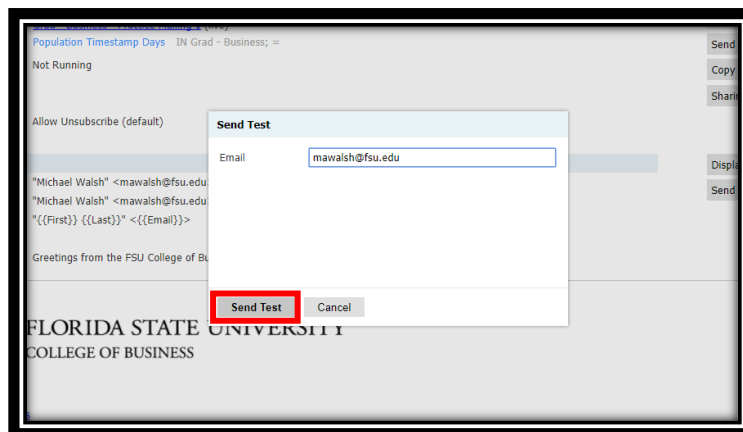 Population Timestamp Days IN Grad - Business; =
Send
Not Running
Copy
Allow Unsubscribe (default)
Send Test
Email
mawalsh@fsu.edu
Displa
"Michael Walsh" <mawalsh@fsu.edu
Send
"Michael Walsh" <mawalsh@fsu.edu
"{{First}} {{Last}}" <{{Email}}>
Greetings from the FSU College of Bu
Send Test
Cancel
FLORIDA STATE UNIVERSITY
COLLEGE OF BUSINESS